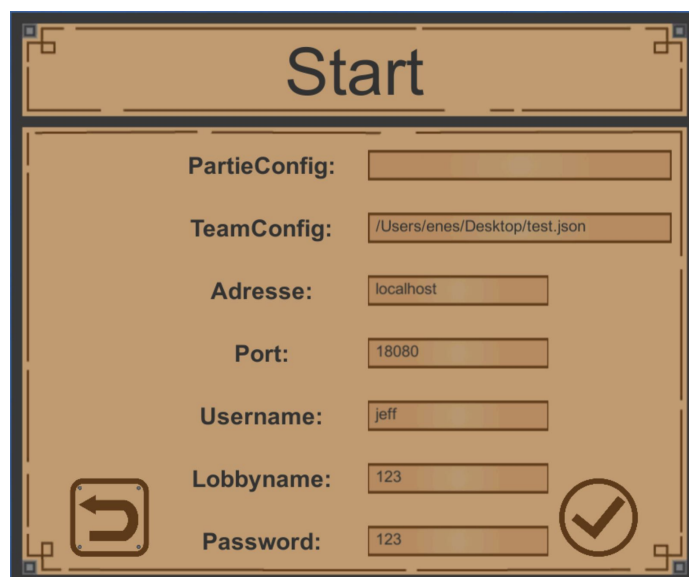 Start
PartieConfig:
TeamConfig: /Users/enes/Desktop/test.json
Adresse: localhost
Port: 18080
Username: jeff
Lobbyname: 123
Password: 123